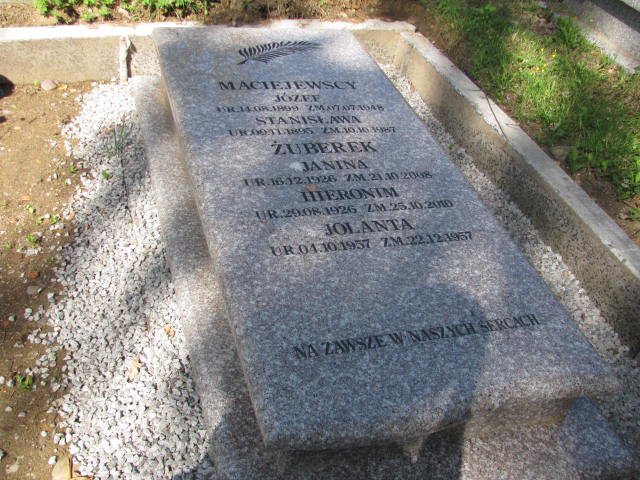 MACIEJEWSCY
JÓZEF
UR.14.08.1899 ZM.07.07.1948
STANISŁAWA
UR.09.11.1895 ZM.10.10.1987
ŻUBEREK
JANINA
UR.16.12.1926 ZM.21.10.2008
HIERONIM
UR.29.08.1926 ZM.25.10.2010
JOLANTA
UR.04.10.1957 ZM.22.12.1957
NA ZAWSZE W NASZYCH SERCACH